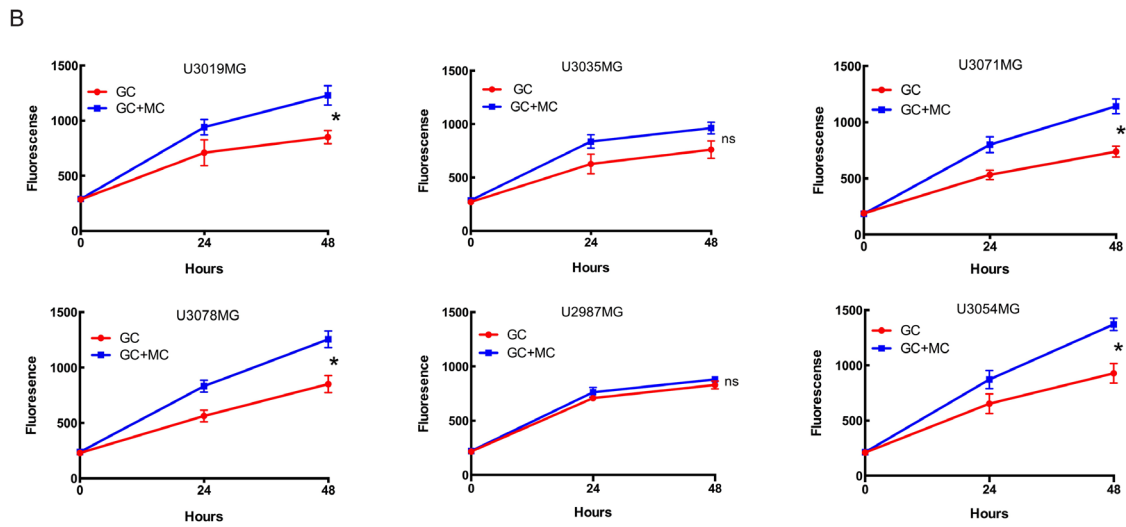 B
U3019MG
1500
1000
500
0
Fluorescense
GC
GC+MC
*
0 24 48
Hours
U3035MG
1500
1000
500
0
Fluorescense
GC
GC+MC
ns
0 24 48
Hours
U3071MG
1500
1000
500
0
Fluorescense
GC
GC+MC
*
0 24 48
Hours
U3078MG
1500
1000
500
0
Fluoresence
GC
GC+MC
*
0 24 48
Hours
U2987MG
1500
1000
500
0
Fluorescense
GC
GC+MC
ns
0 24 48
Hours
U3054MG
1500
1000
500
0
Fluorescense
GC
GC+MC
*
0 24 48
Hours